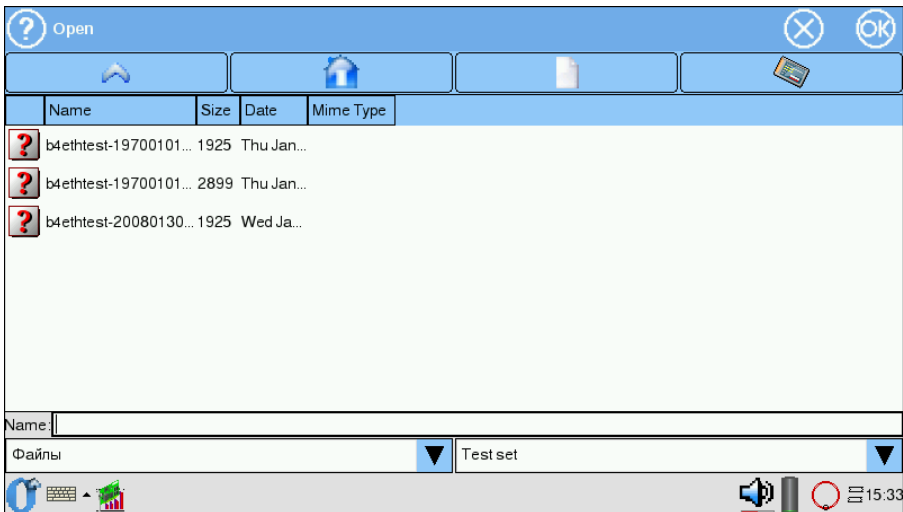 ? Open OK
Name Size Date Mime Type
? b4ethtest-19700101... 1925 Thu Jan...
? b4ethtest-19700101... 2899 Thu Jan...
? b4ethtest-20080130... 1925 Wed Ja...
Name:
Файлы Test set
15:33